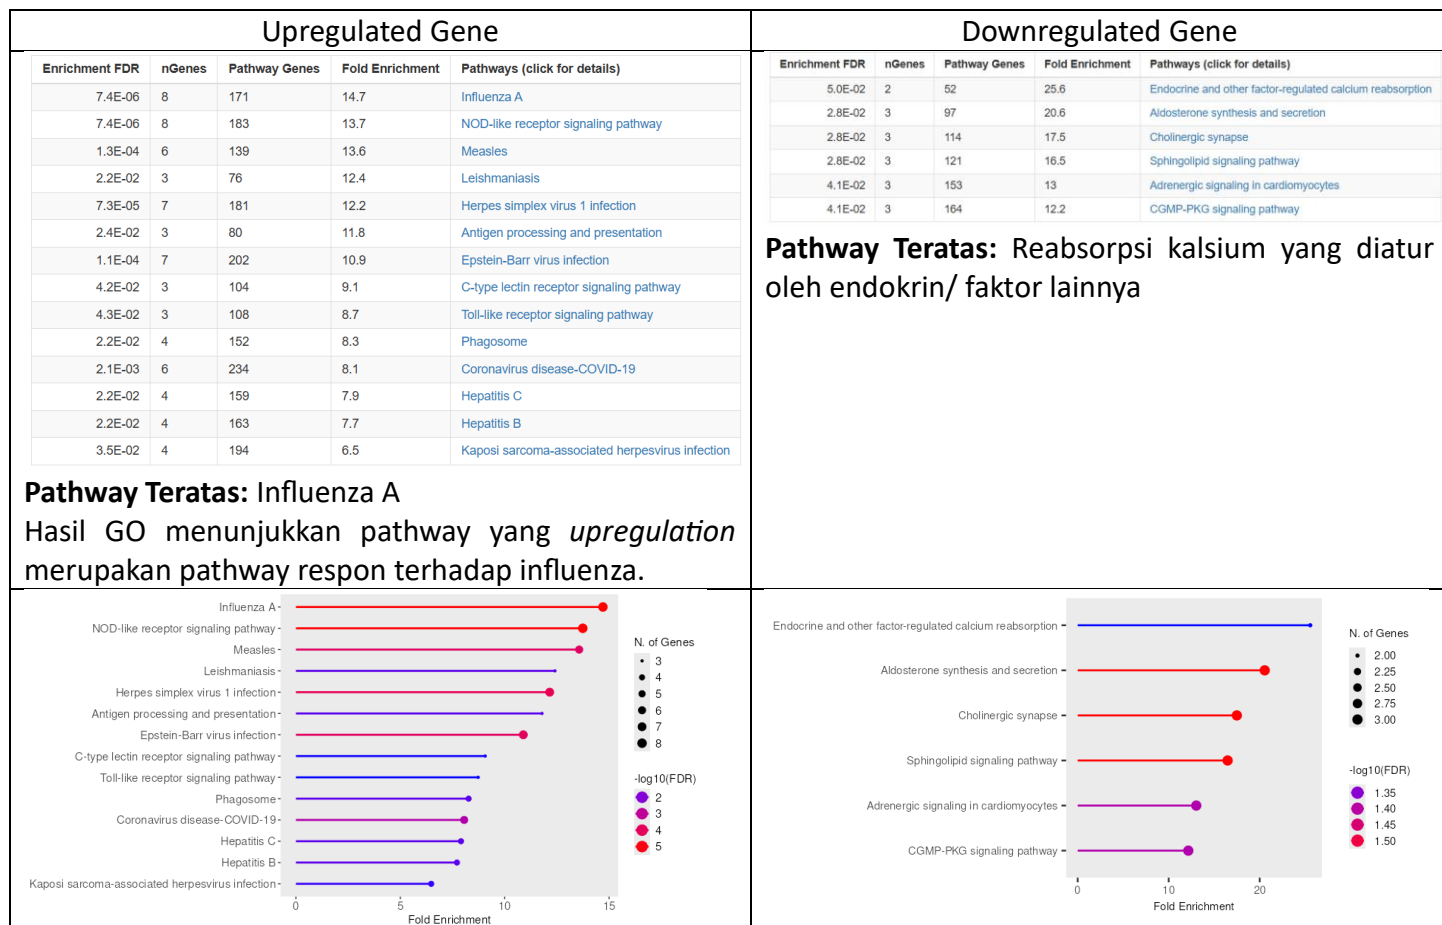 Upregulated Gene
Enrichment FDR nGenes Pathway Genes Fold Enrichment Pathways (click for details)
7.4E-06 8 171 14.7 Influenza A
7.4E-06 8 183 13.7 NOD-like receptor signaling pathway
1.3E-04 6 139 13.6 Measles
2.2E-02 3 76 12.4 Leishmaniasis
7.3E-05 7 181 12.2 Herpes simplex virus 1 infection
2.4E-02 3 80 11.8 Antigen processing and presentation
1.1E-04 7 202 10.9 Epstein-Barr virus infection
4.2E-02 3 104 9.1 C-type lectin receptor signaling pathway
4.3E-02 3 108 8.7 Toll-like receptor signaling pathway
2.2E-02 4 152 8.3 Phagosome
2.1E-03 6 234 8.1 Coronavirus disease-COVID-19
2.2E-02 4 159 7.9 Hepatitis C
2.2E-02 4 163 7.7 Hepatitis B
3.5E-02 4 194 6.5 Kaposi sarcoma-associated herpesvirus infection
Pathway Teratas: Influenza A
Hasil GO menunjukkan pathway yang upregulation
merupakan pathway respon terhadap influenza.
Downregulated Gene
Enrichment FDR nGenes Pathway Genes Fold Enrichment Pathways (click for details)
5.0E-02 2 52 25.6 Endocrine and other factor-regulated calcium reabsorption
2.8E-02 3 97 20.6 Aldosterone synthesis and secretion
2.8E-02 3 114 17.5 Cholinergic synapse
2.8E-02 3 121 16.5 Sphingolipid signaling pathway
4.1E-02 3 153 13 Adrenergic signaling in cardiomyocytes
4.1E-02 3 164 12.2 CGMP-PKG signaling pathway
Pathway Teratas: Reabsorpsi kalsium yang diatur
oleh endokrin/ faktor lainnya
Influenza A
NOD-like receptor signaling pathway
Measles
Leishmaniasis
Herpes simplex virus 1 infection
Antigen processing and presentation
Epstein-Barr virus infection
C-type lectin receptor signaling pathway
Toll-like receptor signaling pathway
Phagosome
Coronavirus disease-COVID-19
Hepatitis C
Hepatitis B
Kaposi sarcoma-associated herpesvirus infection
0 5 10 15
Fold Enrichment
N. of Genes
3
4
5
6
7
8
-log10(FDR)
2
3
4
5
Endocrine and other factor-regulated calcium reabsorption
Aldosterone synthesis and secretion
Cholinergic synapse
Sphingolipid signaling pathway
Adrenergic signaling in cardiomyocytes
CGMP-PKG signaling pathway
0 10 20
Fold Enrichment
N. of Genes
2.00
2.25
2.50
2.75
3.00
-log10(FDR)
1.35
1.40
1.45
1.50